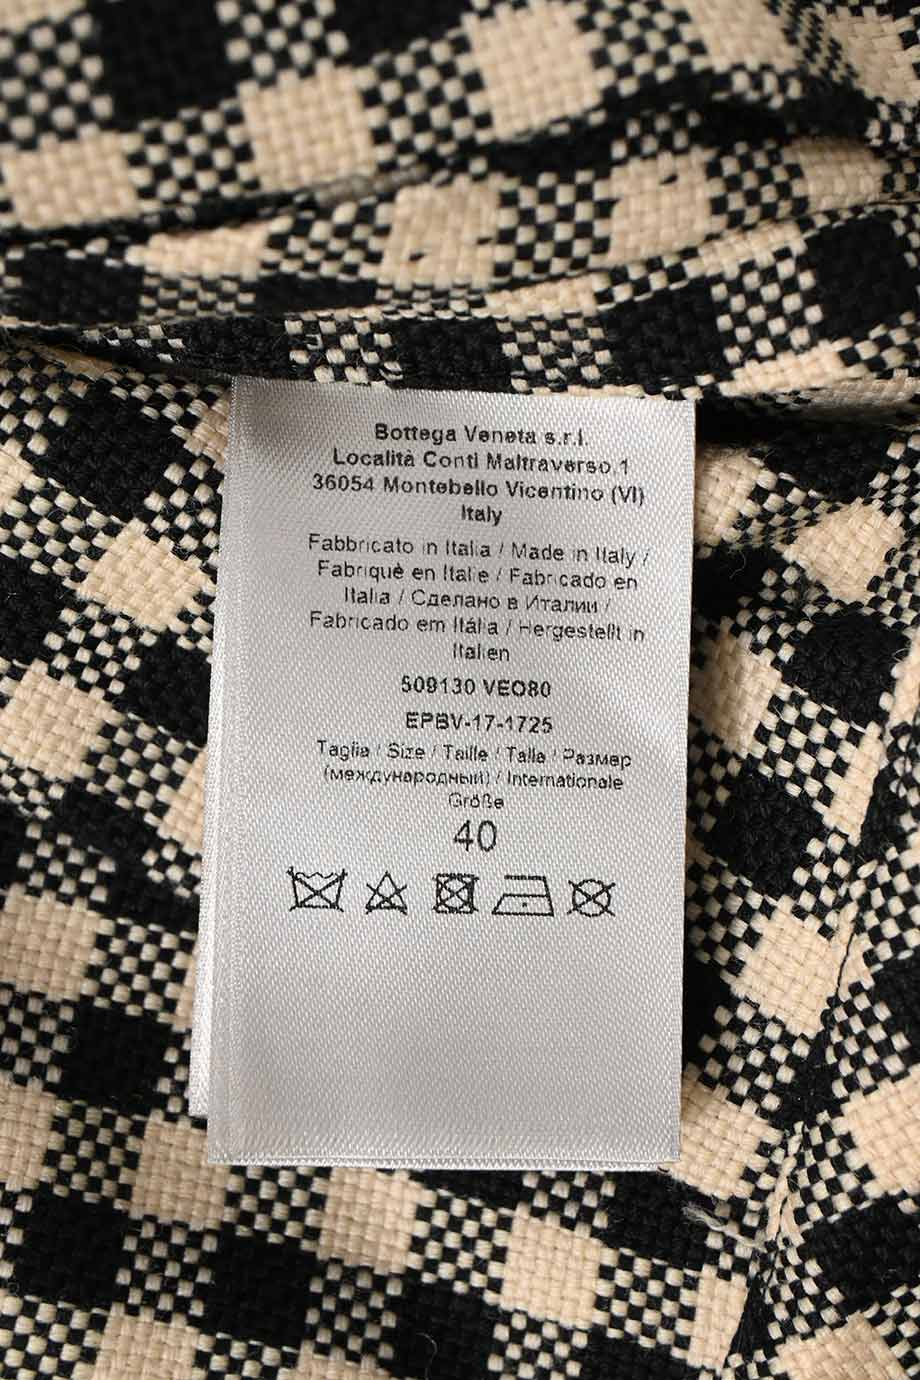 Bottega Veneta s.r.l.
Località Conti Maltraverso,1
36054 Montebello Vicentino (VI)
Italy
Fabbricato in Italia / Made in Italy /
Fabriquè en Italie / Fabricado en
Italia / Сделано в Италии /
Fabricado em Itália / Hergestellt in
Italien
509130 VEO80
EPBV-17-1725
Taglia / Size / Taille / Talla / Размер
(международный) / Internationale
Größe
40